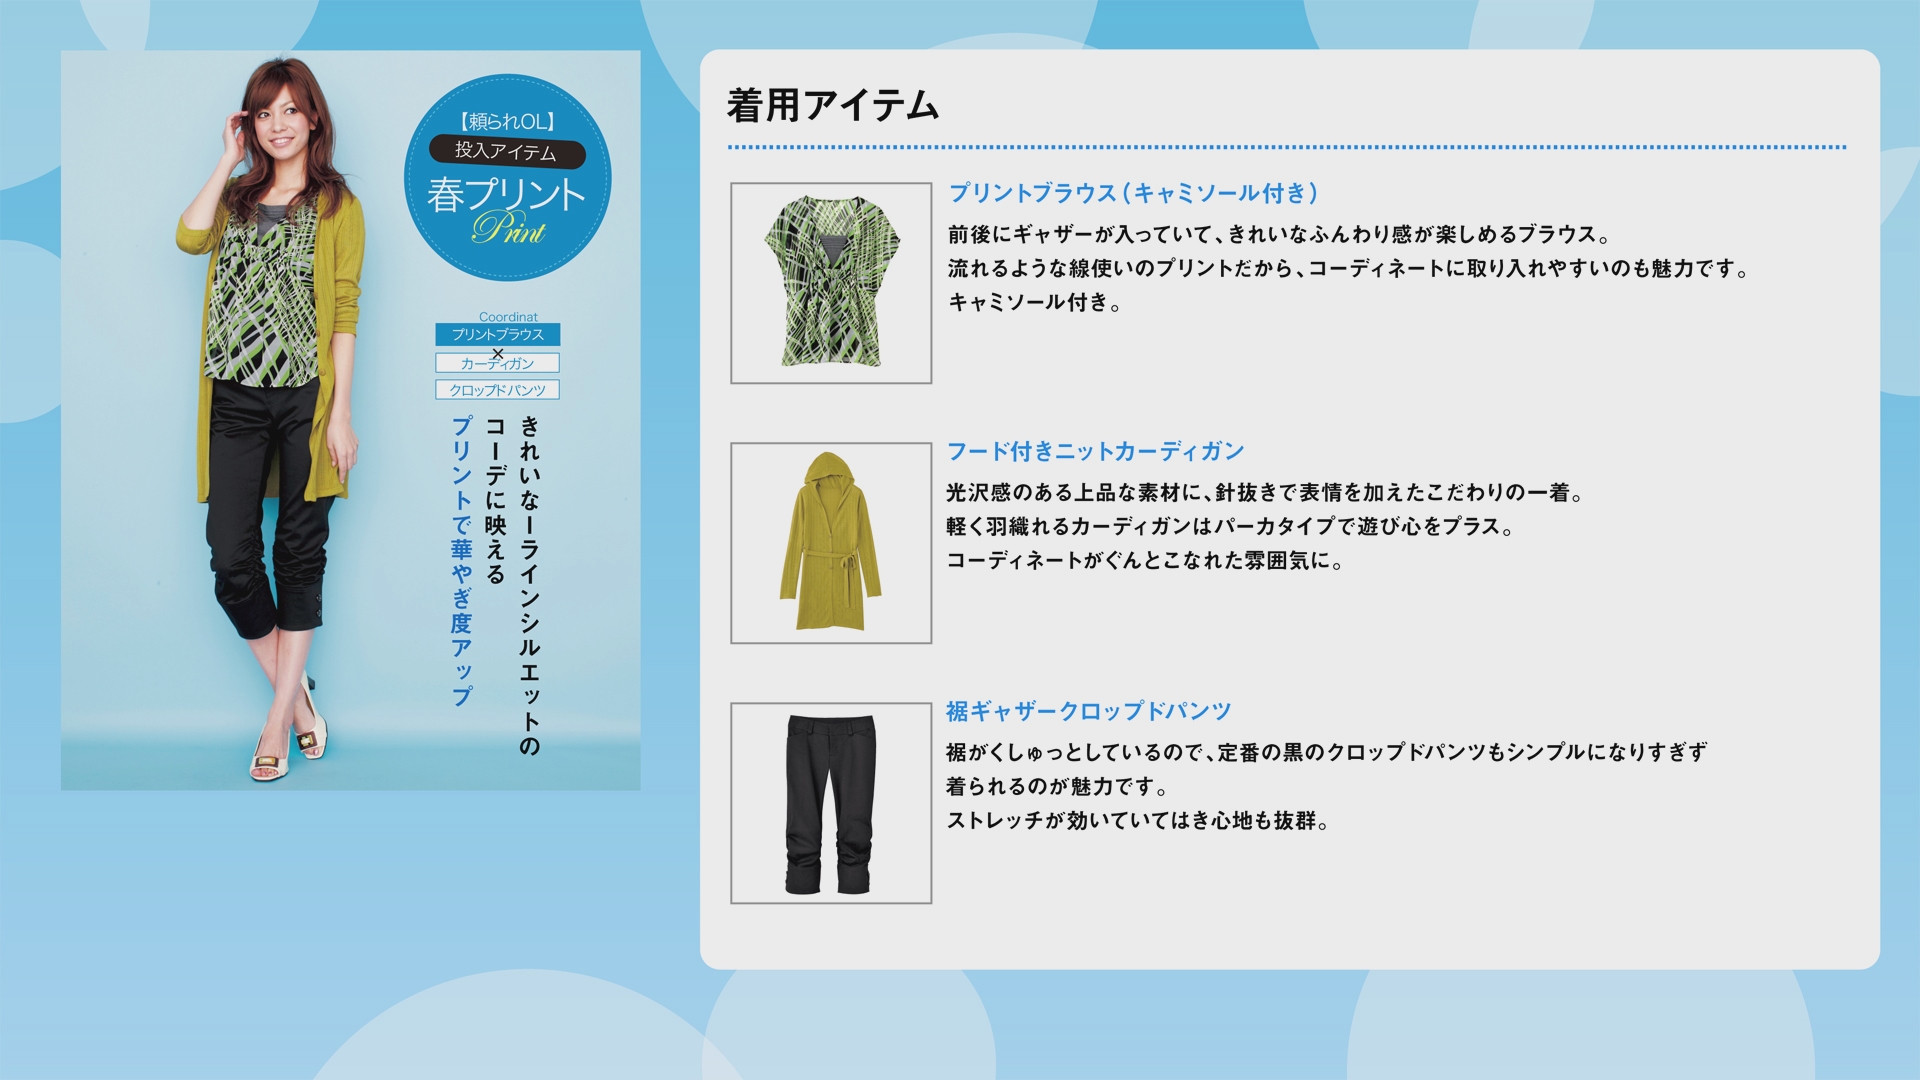 【頼られOL】
投入アイテム
春プリント
Print
Coordinat
プリントブラウス
×
カーディガン
クロップドパンツ
きれいなーラインシルエットの
コーデに映える
プリントで華やぎ度アップ
着用アイテム
プリントブラウス（キャミソール付き）
前後にギャザーが入っていて、きれいなふんわり感が楽しめるブラウス。
流れるような線使いのプリントだから、コーディネートに取り入れやすいのも魅力です。
キャミソール付き。
フード付きニットカーディガン
光沢感のある上品な素材に、針抜きで表情を加えたこだわりの一着。
軽く羽織れるカーディガンはパーカタイプで遊び心をプラス。
コーディネートがぐんとこなれた雰囲気に。
裾ギャザークロップドパンツ
裾がくしゅっとしているので、定番の黒のクロップドパンツもシンプルになりすぎず
着られるのが魅力です。
ストレッチが効いていてはき心地も抜群。